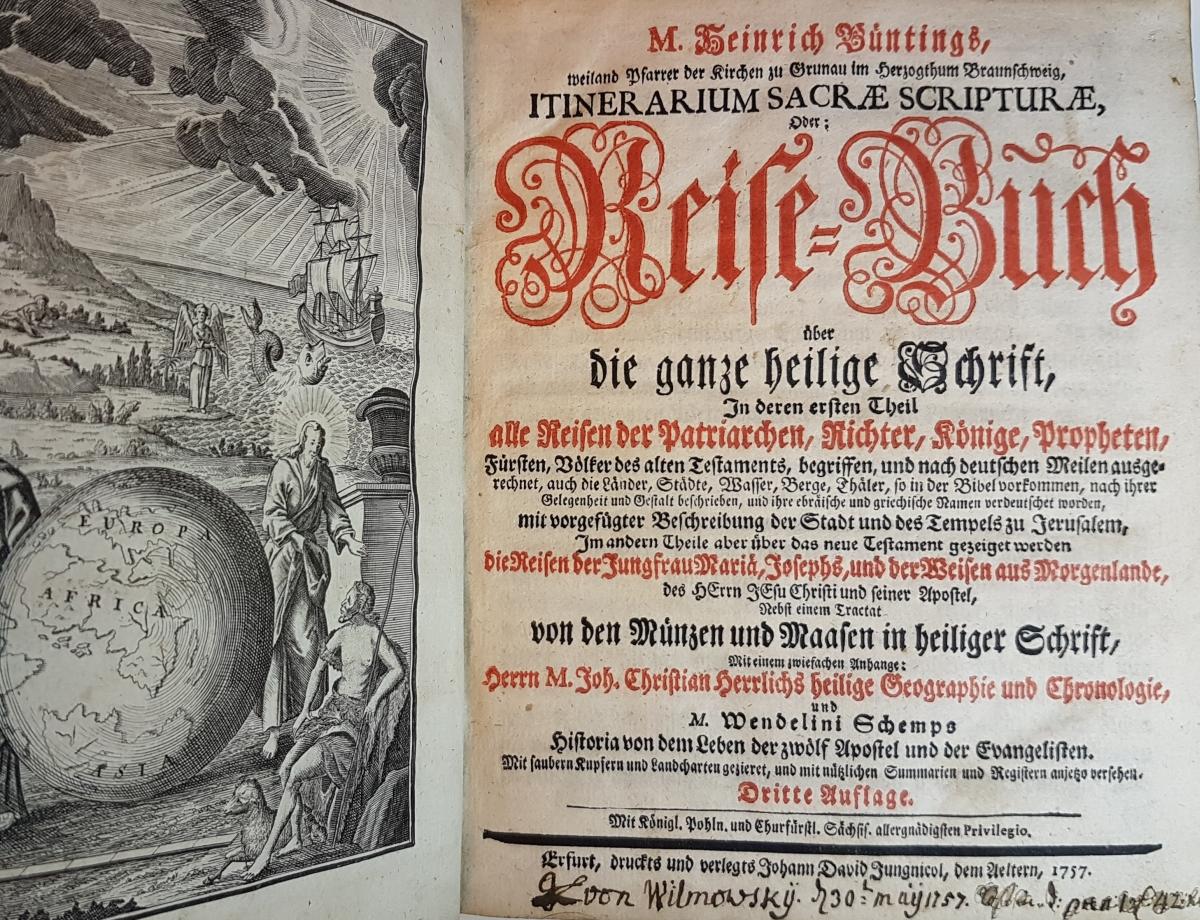 EUROPA
AFRICA
ASIA
M. Heinrich Büntings,
weiland Pfarrer der Kirchen zu Grunau im Herzogthum Braunschweig,
ITINERARIUM SACRÆ SCRIPTURÆ,
Oder:
Reise-Buch
über
die ganze heilige Schrift,
In deren ersten Theil
alle Reisen der Patriarchen, Richter, Könige, Propheten,
Fürsten, Völker des alten Testaments, begriffen, und nach deutschen Meilen ausge-
rechnet, auch die Länder, Städte, Wasser, Berge, Thäler, so in der Bibel vorkommen, nach ihrer
Gelegenheit und Gestalt beschrieben, und ihre ebräische und griechische Namen verdeutschet worden,
mit vorgefügter Beschreibung der Stadt und des Tempels zu Jerusalem,
Im andern Theile aber über das neue Testament gezeiget werden
die Reisen der Jungfrau Mariä, Josephs, und der Weisen aus Morgenlande,
des HErrn JEsu Christi und seiner Apostel,
Nebst einem Tractat
von den Münzen und Maasen in heiliger Schrift,
Mit einem zwiefachen Anhange:
Herrn M. Joh. Christian Herrlichs heilige Geographie und Chronologie,
und
M. Wendelini Schemps
Historia von dem Leben der zwölf Apostel und der Evangelisten.
Mit saubern Kupfern und Landcharten gezieret, und mit nützlichen Summarien und Registern anjetzo versehen.
Dritte Auflage.
Mit Königl. Pohln. und Churfürstl. Sächsis. allergnädigsten Privilegio.
Erfurt, druckts und verlegts Johann David Jungnicol, dem Aeltern, 1757.
von Wilmowskÿ. 30 maÿ 1757.